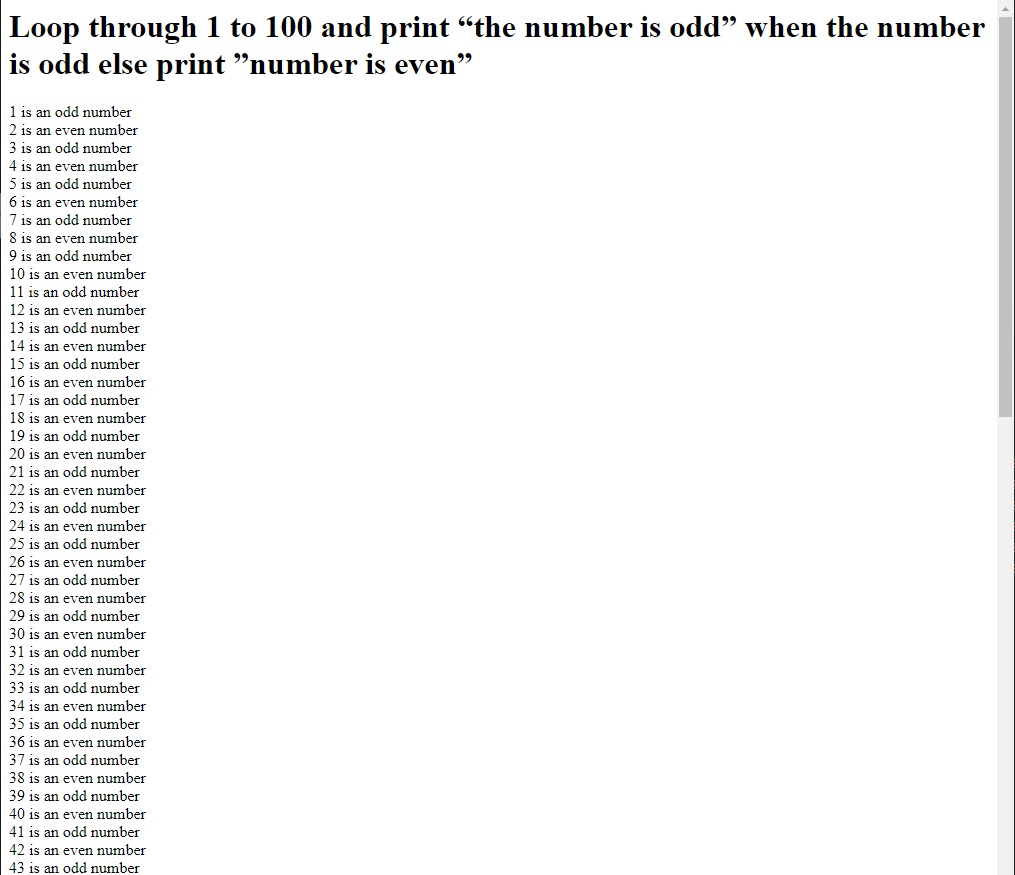 Loop through 1 to 100 and print “the number is odd” when the number
is odd else print ”number is even”
1 is an odd number
2 is an even number
3 is an odd number
4 is an even number
5 is an odd number
6 is an even number
7 is an odd number
8 is an even number
9 is an odd number
10 is an even number
11 is an odd number
12 is an even number
13 is an odd number
14 is an even number
15 is an odd number
16 is an even number
17 is an odd number
18 is an even number
19 is an odd number
20 is an even number
21 is an odd number
22 is an even number
23 is an odd number
24 is an even number
25 is an odd number
26 is an even number
27 is an odd number
28 is an even number
29 is an odd number
30 is an even number
31 is an odd number
32 is an even number
33 is an odd number
34 is an even number
35 is an odd number
36 is an even number
37 is an odd number
38 is an even number
39 is an odd number
40 is an even number
41 is an odd number
42 is an even number
43 is an odd number